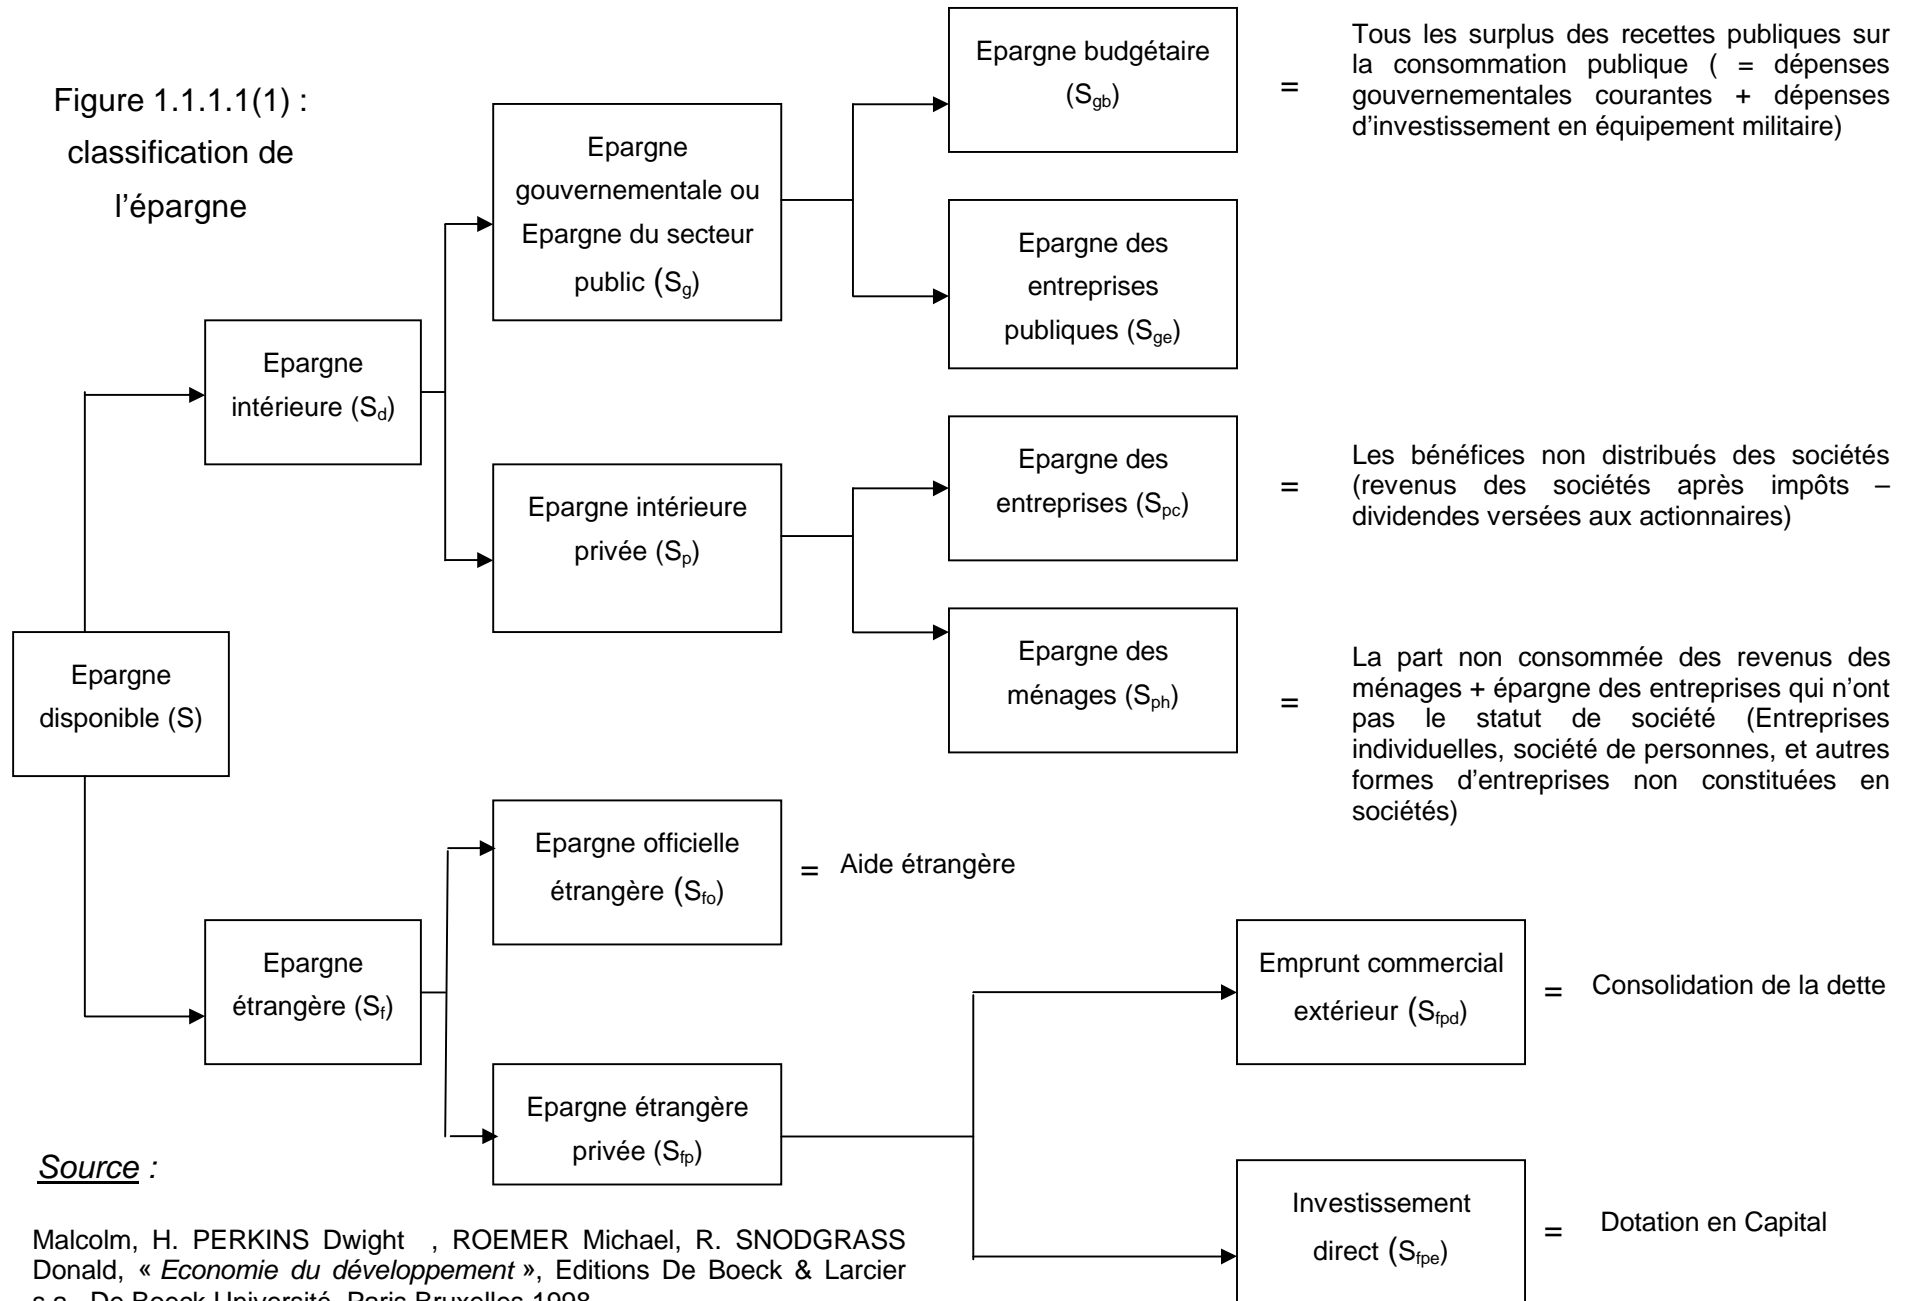 Figure 1.1.1.1(1) :
classification de
l'épargne
Epargne
disponible (S)
Epargne
intérieure (Sd)
Epargne
gouvernementale ou
Epargne du secteur
public (Sg)
Epargne budgétaire
(Sgb)
=
Tous les surplus des recettes publiques sur
la consommation publique ( = dépenses
gouvernementales courantes + dépenses
d'investissement en équipement militaire)
Epargne des
entreprises
publiques (Sge)
Epargne intérieure
privée (Sp)
Epargne des
entreprises (Spc)
=
Les bénéfices non distribués des sociétés
(revenus des sociétés après impôts –
dividendes versées aux actionnaires)
Epargne des
ménages (Sph)
=
La part non consommée des revenus des
ménages + épargne des entreprises qui n'ont
pas le statut de société (Entreprises
individuelles, société de personnes, et autres
formes d'entreprises non constituées en
sociétés)
Epargne
étrangère (Sf)
Epargne officielle
étrangère (Sfo)
= Aide étrangère
Epargne étrangère
privée (Sfp)
Emprunt commercial
extérieur (Sfpd)
= Consolidation de la dette
Investissement
direct (Sfpe)
= Dotation en Capital
Source :
Malcolm, H. PERKINS Dwight , ROEMER Michael, R. SNODGRASS
Donald, « Economie du développement », Editions De Boeck & Larcier
s.a., De Boeck Université, Paris Bruxelles 1998